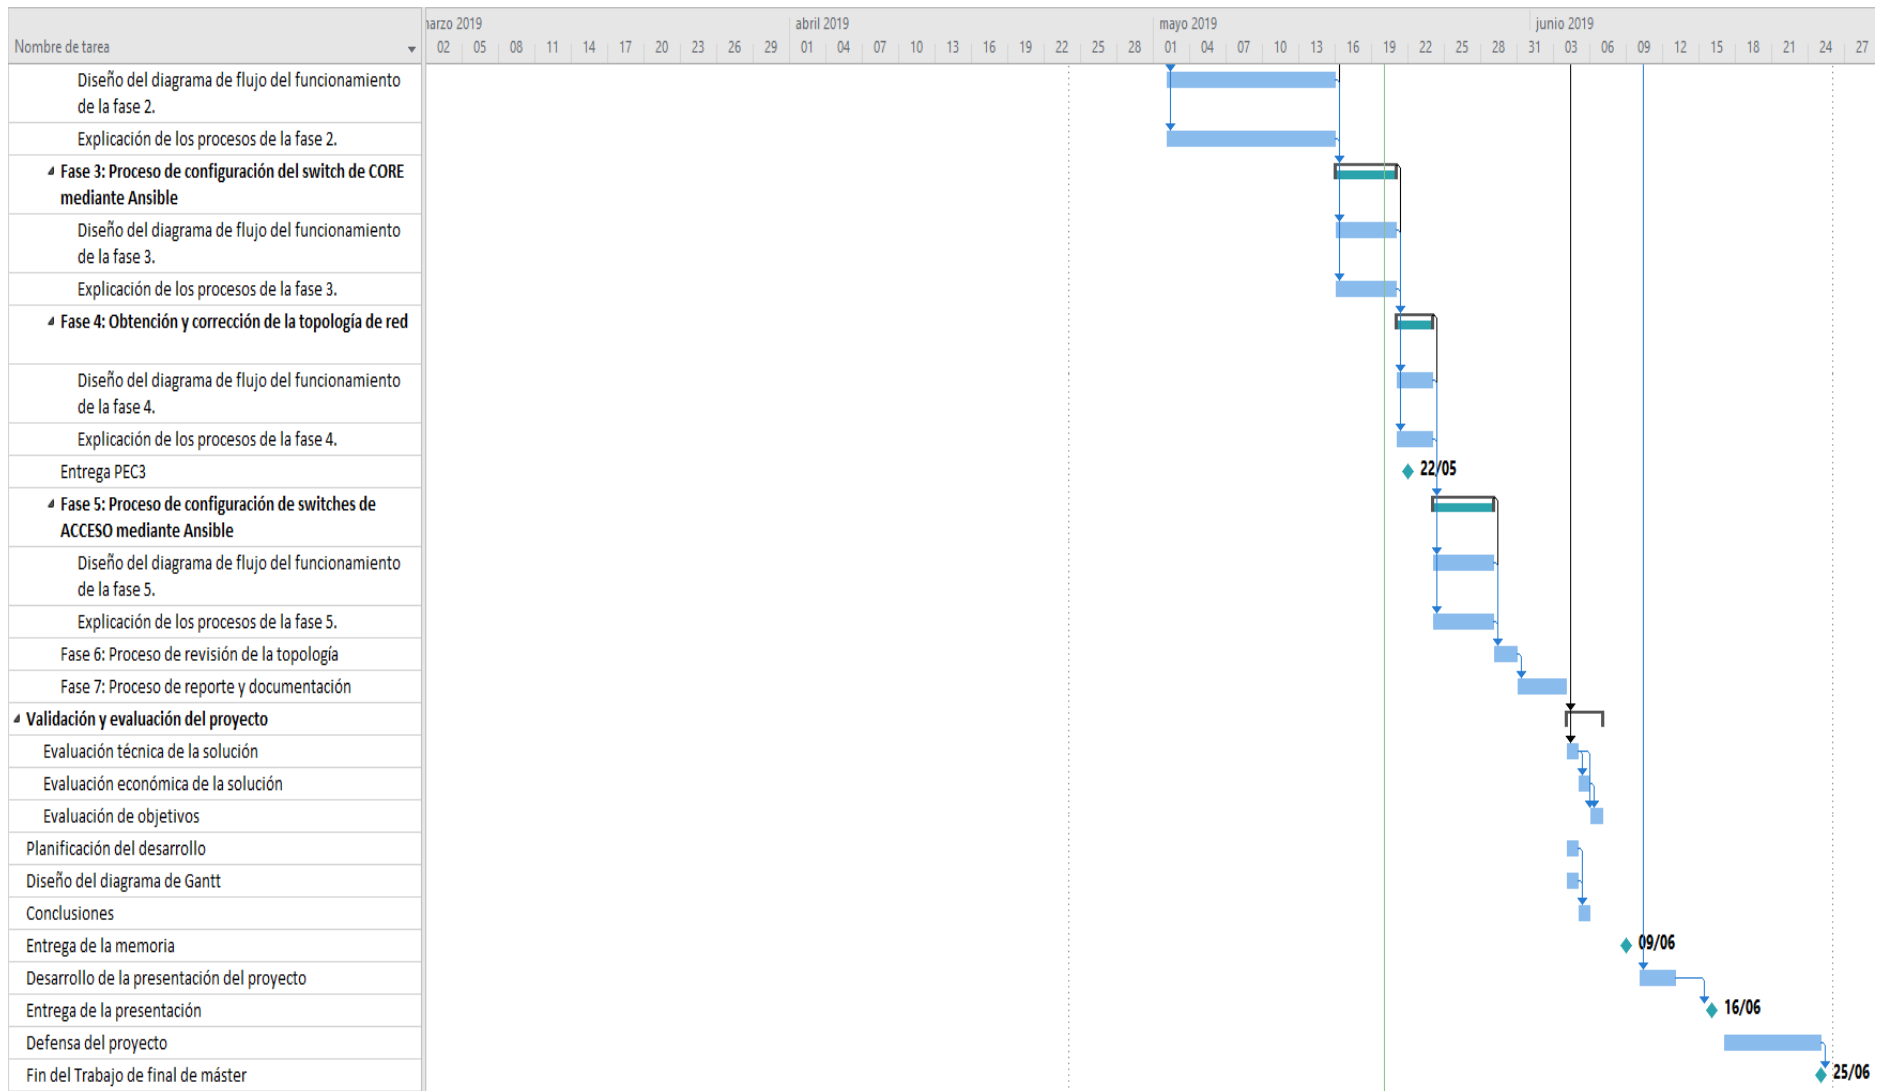 Nombre de tarea
marzo 2019 abril 2019 mayo 2019 junio 2019
02 05 08 11 14 17 20 23 26 29 01 04 07 10 13 16 19 22 25 28 01 04 07 10 13 16 19 22 25 28 31 03 06 09 12 15 18 21 24 27
Diseño del diagrama de flujo del funcionamiento
de la fase 2.
Explicación de los procesos de la fase 2.
Fase 3: Proceso de configuración del switch de CORE
mediante Ansible
Diseño del diagrama de flujo del funcionamiento
de la fase 3.
Explicación de los procesos de la fase 3.
Fase 4: Obtención y corrección de la topología de red
Diseño del diagrama de flujo del funcionamiento
de la fase 4.
Explicación de los procesos de la fase 4.
Entrega PEC3 22/05
Fase 5: Proceso de configuración de switches de
ACCESO mediante Ansible
Diseño del diagrama de flujo del funcionamiento
de la fase 5.
Explicación de los procesos de la fase 5.
Fase 6: Proceso de revisión de la topología
Fase 7: Proceso de reporte y documentación
Validación y evaluación del proyecto
Evaluación técnica de la solución
Evaluación económica de la solución
Evaluación de objetivos
Planificación del desarrollo
Diseño del diagrama de Gantt
Conclusiones
Entrega de la memoria 09/06
Desarrollo de la presentación del proyecto
Entrega de la presentación 16/06
Defensa del proyecto
Fin del Trabajo de final de máster 25/06